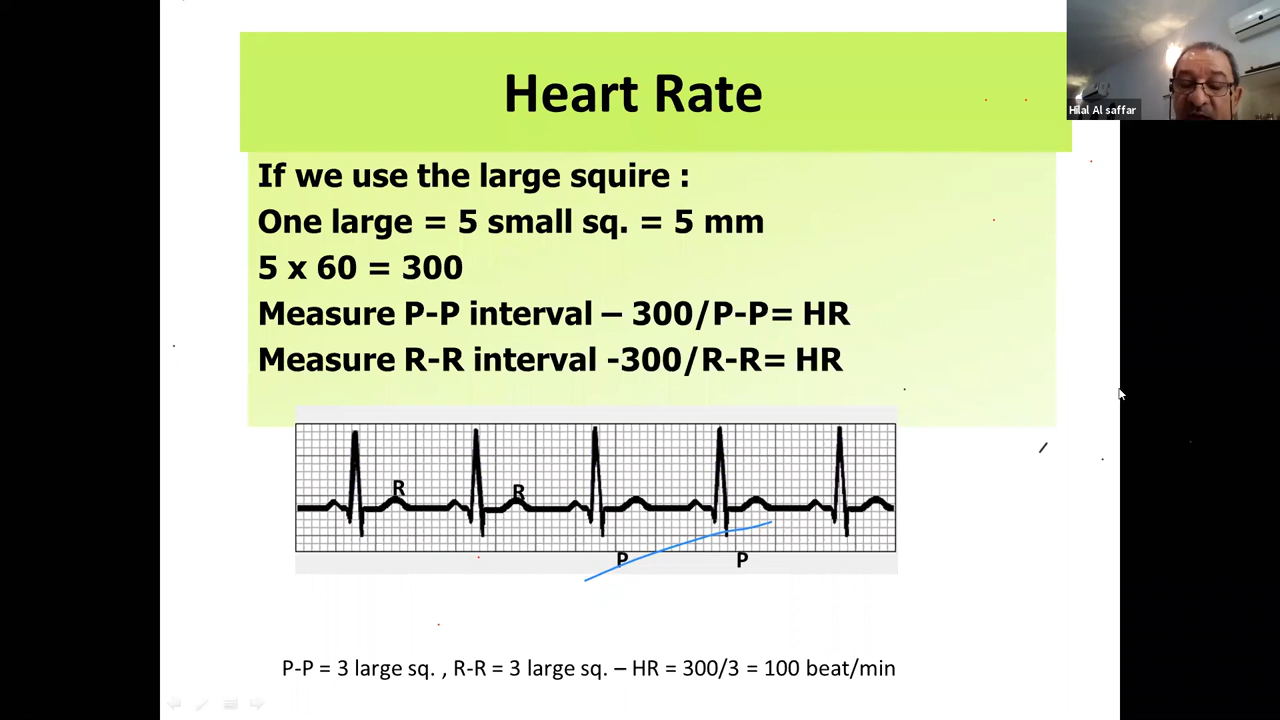 Heart Rate
Hilal Al saffar
If we use the large squire :
One large = 5 small sq. = 5 mm
5 x 60 = 300
Measure P-P interval – 300/P-P= HR
Measure R-R interval -300/R-R= HR
R R
P P
P-P = 3 large sq. , R-R = 3 large sq. – HR = 300/3 = 100 beat/min